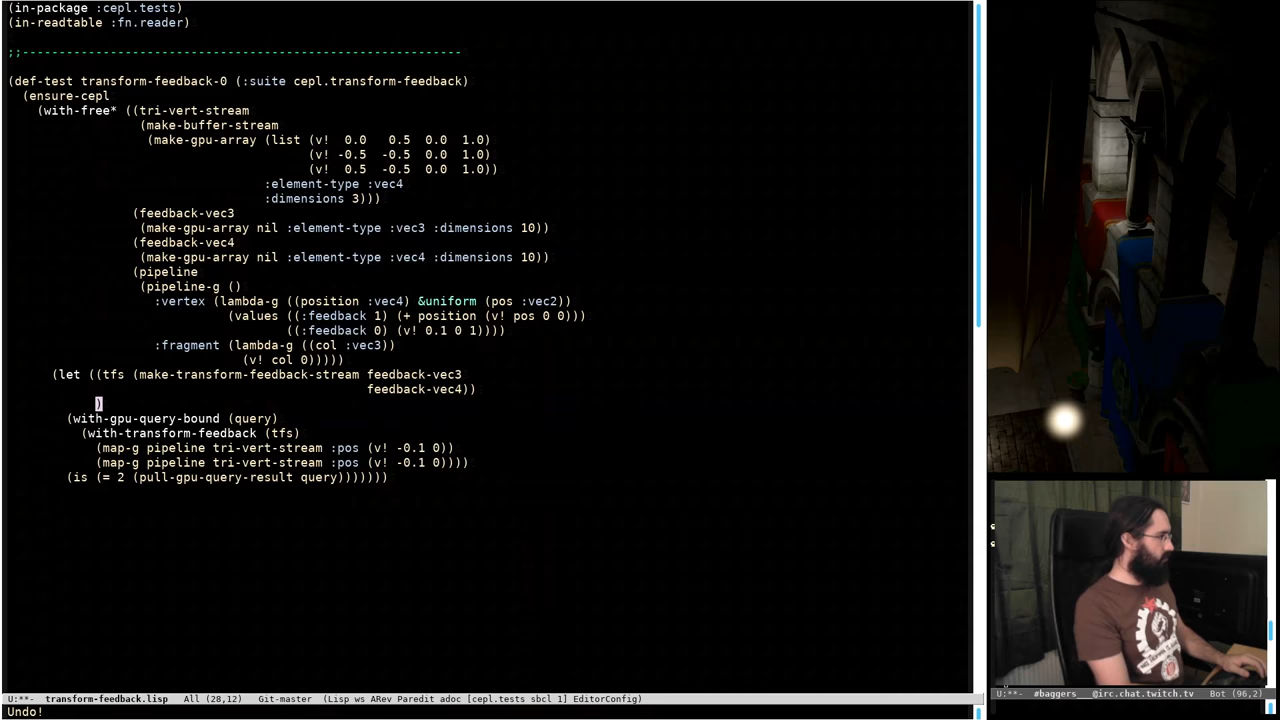 (in-package :cepl.tests)
(in-readtable :fn.reader)
;;------------------------------------------------------------
(def-test transform-feedback-0 (:suite cepl.transform-feedback)
  (ensure-cepl
    (with-free* ((tri-vert-stream
                  (make-buffer-stream
                   (make-gpu-array (list (v!  0.0   0.5  0.0  1.0)
                                         (v! -0.5  -0.5  0.0  1.0)
                                         (v!  0.5  -0.5  0.0  1.0))
                                   :element-type :vec4
                                   :dimensions 3)))
                 (feedback-vec3
                  (make-gpu-array nil :element-type :vec3 :dimensions 10))
                 (feedback-vec4
                  (make-gpu-array nil :element-type :vec4 :dimensions 10))
                 (pipeline
                  (pipeline-g ()
                    :vertex (lambda-g ((position :vec4) &uniform (pos :vec2))
                              (values ((:feedback 1) (+ position (v! pos 0 0)))
                                      ((:feedback 0) (v! 0.1 0 1))))
                    :fragment (lambda-g ((col :vec3))
                                (v! col 0)))))
      (let ((tfs (make-transform-feedback-stream feedback-vec3
                                                 feedback-vec4))
            )
        (with-gpu-query-bound (query)
          (with-transform-feedback (tfs)
            (map-g pipeline tri-vert-stream :pos (v! -0.1 0))
            (map-g pipeline tri-vert-stream :pos (v! -0.1 0))))
        (is (= 2 (pull-gpu-query-result query)))))))
U:**-  transform-feedback.lisp   All (28,12)   Git-master  (Lisp ws ARev Paredit adoc [cepl.tests sbcl 1] EditorConfig)
Undo!
U:**-  #baggers___@irc.chat.twitch.tv   Bot (96,2)